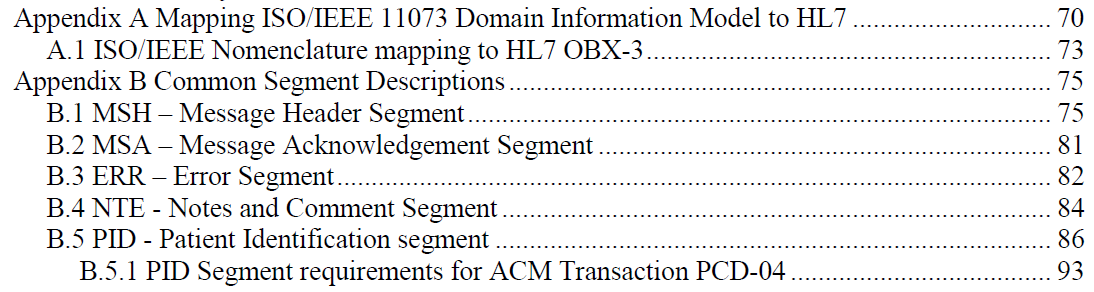 Appendix A Mapping ISO/IEEE 11073 Domain Information Model to HL7 ............................. 70
A.1 ISO/IEEE Nomenclature mapping to HL7 OBX-3............................................................. 73
Appendix B Common Segment Descriptions ................................................................................. 75
B.1 MSH – Message Header Segment....................................................................................... 75
B.2 MSA – Message Acknowledgement Segment .................................................................... 81
B.3 ERR – Error Segment.......................................................................................................... 82
B.4 NTE - Notes and Comment Segment .................................................................................. 84
B.5 PID - Patient Identification segment ................................................................................... 86
B.5.1 PID Segment requirements for ACM Transaction PCD-04 ......................................... 93